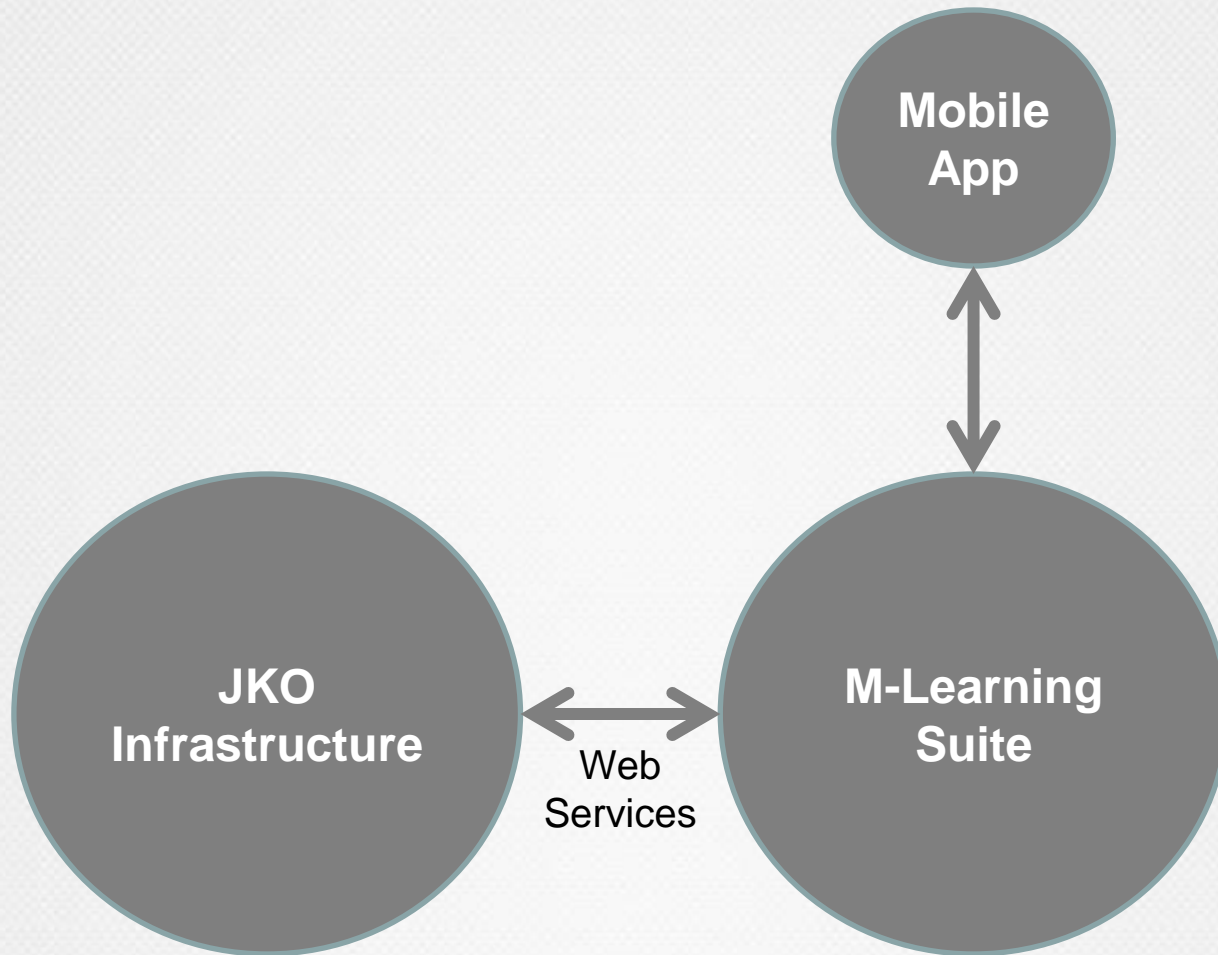 Mobile
App
JKO
Infrastructure
Web
Services
M-Learning
Suite